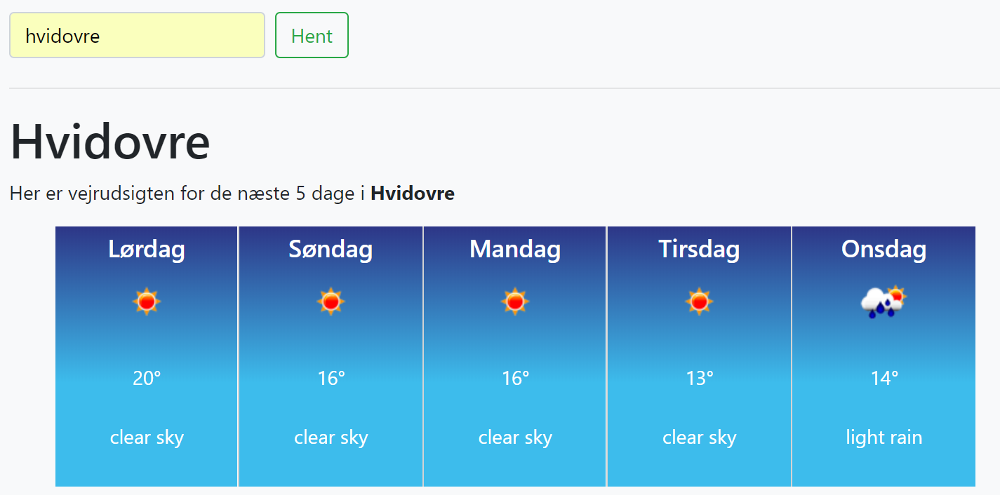 hvidovre Hent
Hvidovre
Her er vejrudsigten for de næste 5 dage i Hvidovre
Lørdag Søndag Mandag Tirsdag Onsdag
20° 16° 16° 13° 14°
clear sky clear sky clear sky clear sky light rain